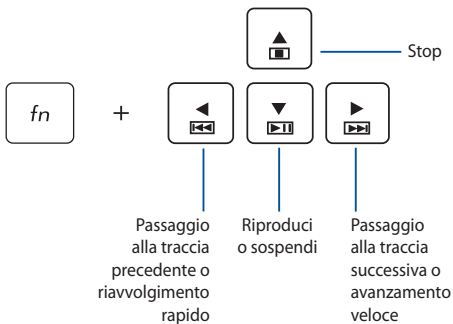 Stop
fn +
Passaggio
alla traccia
precedente o
riavvolgimento
rapido
Riproduci
o sospendi
Passaggio
alla traccia
successiva o
avanzamento
veloce